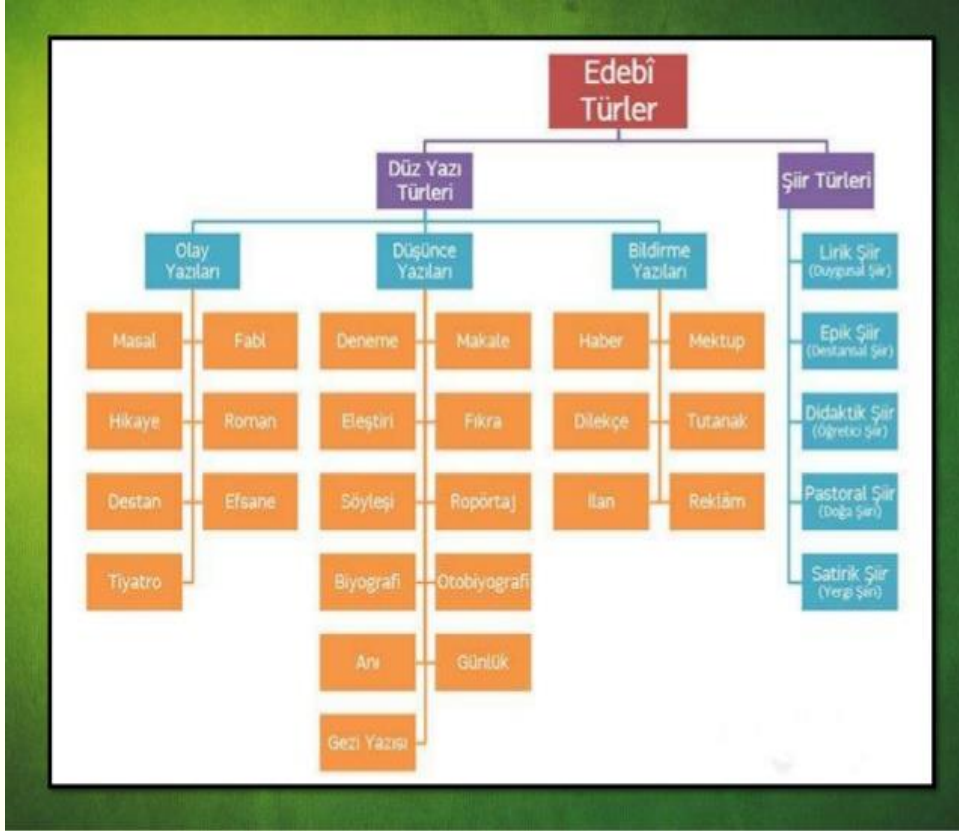 Edebî
Türler
Düz Yazı
Türleri
Şiir Türleri
Olay
Yazıları
Düşünce
Yazıları
Bildirme
Yazıları
Lirik Şiir
(Duygusal Şiir)
Masal
Fabl
Deneme
Makale
Haber
Mektup
Epik Şiir
(Destansal Şiir)
Hikaye
Roman
Eleştiri
Fıkra
Dilekçe
Tutanak
Didaktik Şiir
(Öğretici Şiir)
Destan
Efsane
Söyleşi
Ropörtaj
İlan
Reklâm
Pastoral Şiir
(Doğa Şiiri)
Tiyatro
Biyografi
Otobiyografi
Satirik Şiir
(Yergi Şiiri)
Anı
Günlük
Gezi Yazısı